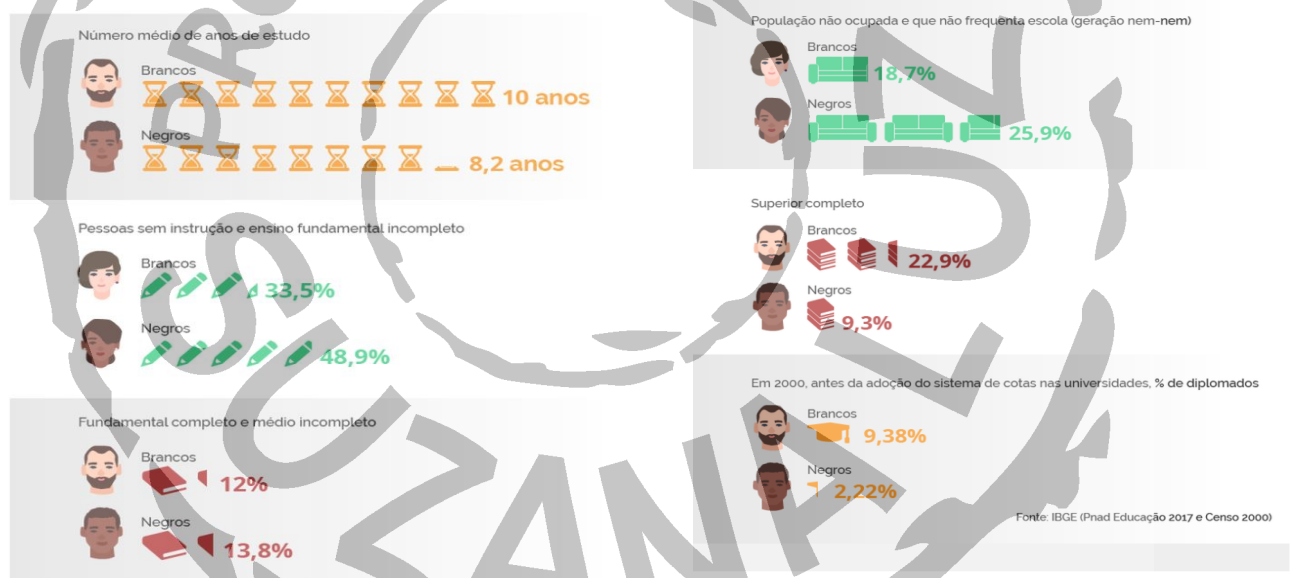 Número médio de anos de estudo
Brancos
10 anos
Negros
8,2 anos
Pessoas sem instrução e ensino fundamental incompleto
Brancos
33,5%
Negros
48,9%
Fundamental completo e médio incompleto
Brancos
12%
Negros
13,8%
População não ocupada e que não frequenta escola (geração nem-nem)
Brancos
18,7%
Negros
25,9%
Superior completo
Brancos
22,9%
Negros
9,3%
Em 2000, antes da adoção do sistema de cotas nas universidades, % de diplomados
Brancos
9,38%
Negros
2,22%
Fonte: IBGE (Pnad Educação 2017 e Censo 2000)